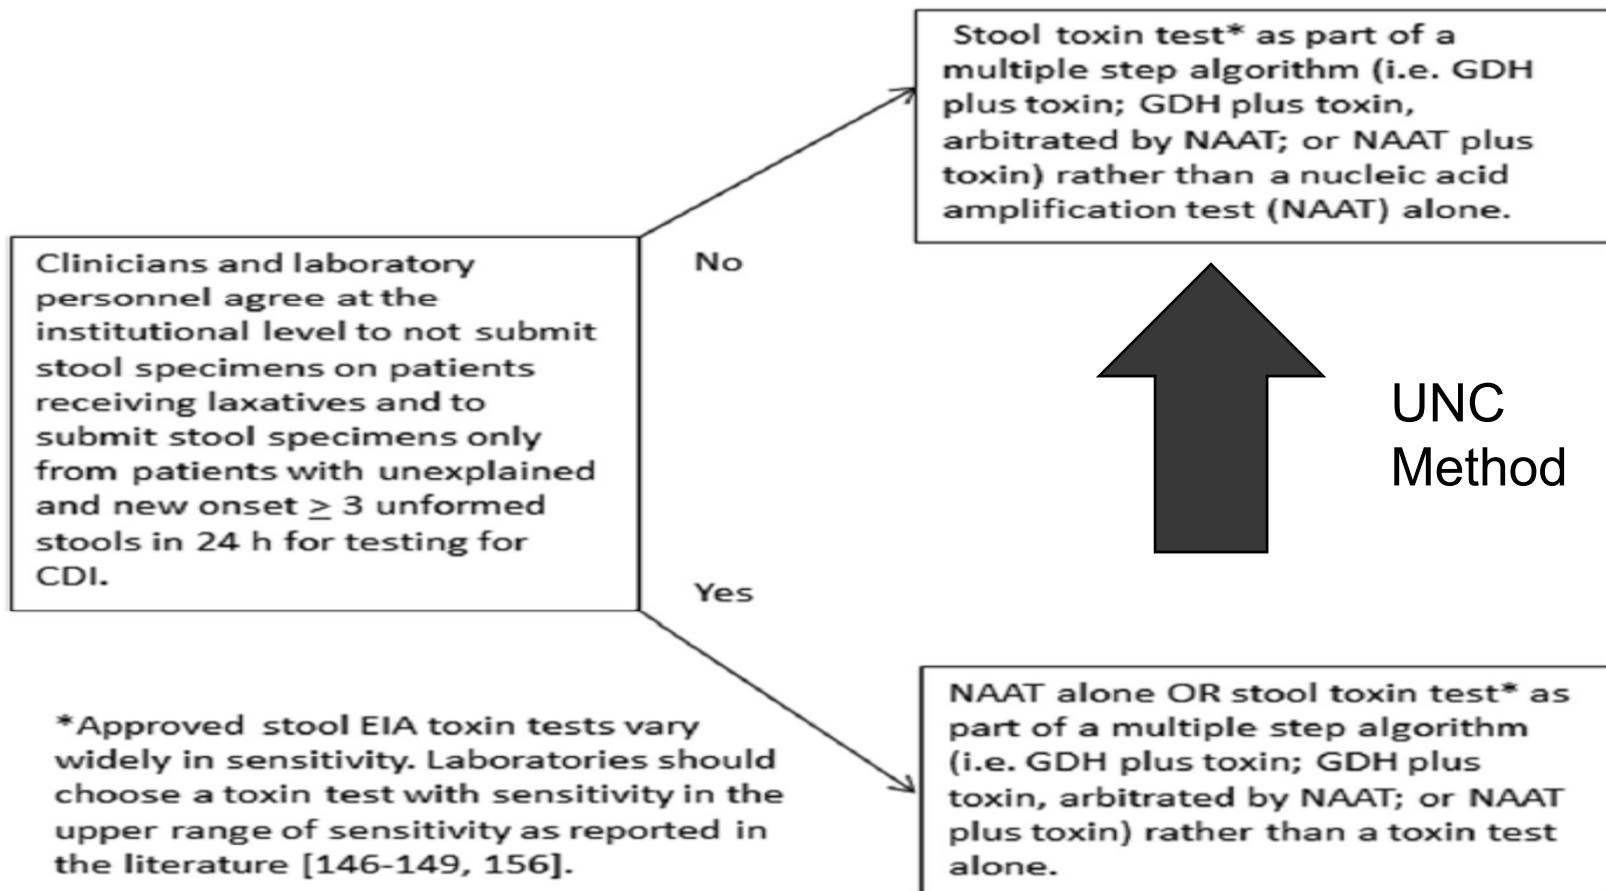 Stool toxin test* as part of a
multiple step algorithm (i.e. GDH
plus toxin; GDH plus toxin,
arbitrated by NAAT; or NAAT plus
toxin) rather than a nucleic acid
amplification test (NAAT) alone.
Clinicians and laboratory
personnel agree at the
institutional level to not submit
stool specimens on patients
receiving laxatives and to
submit stool specimens only
from patients with unexplained
and new onset ≥ 3 unformed
stools in 24 h for testing for
CDI.
No
Yes
UNC
Method
NAAT alone OR stool toxin test* as
part of a multiple step algorithm
(i.e. GDH plus toxin; GDH plus
toxin, arbitrated by NAAT; or NAAT
plus toxin) rather than a toxin test
alone.
*Approved stool EIA toxin tests vary
widely in sensitivity. Laboratories should
choose a toxin test with sensitivity in the
upper range of sensitivity as reported in
the literature [146-149, 156].